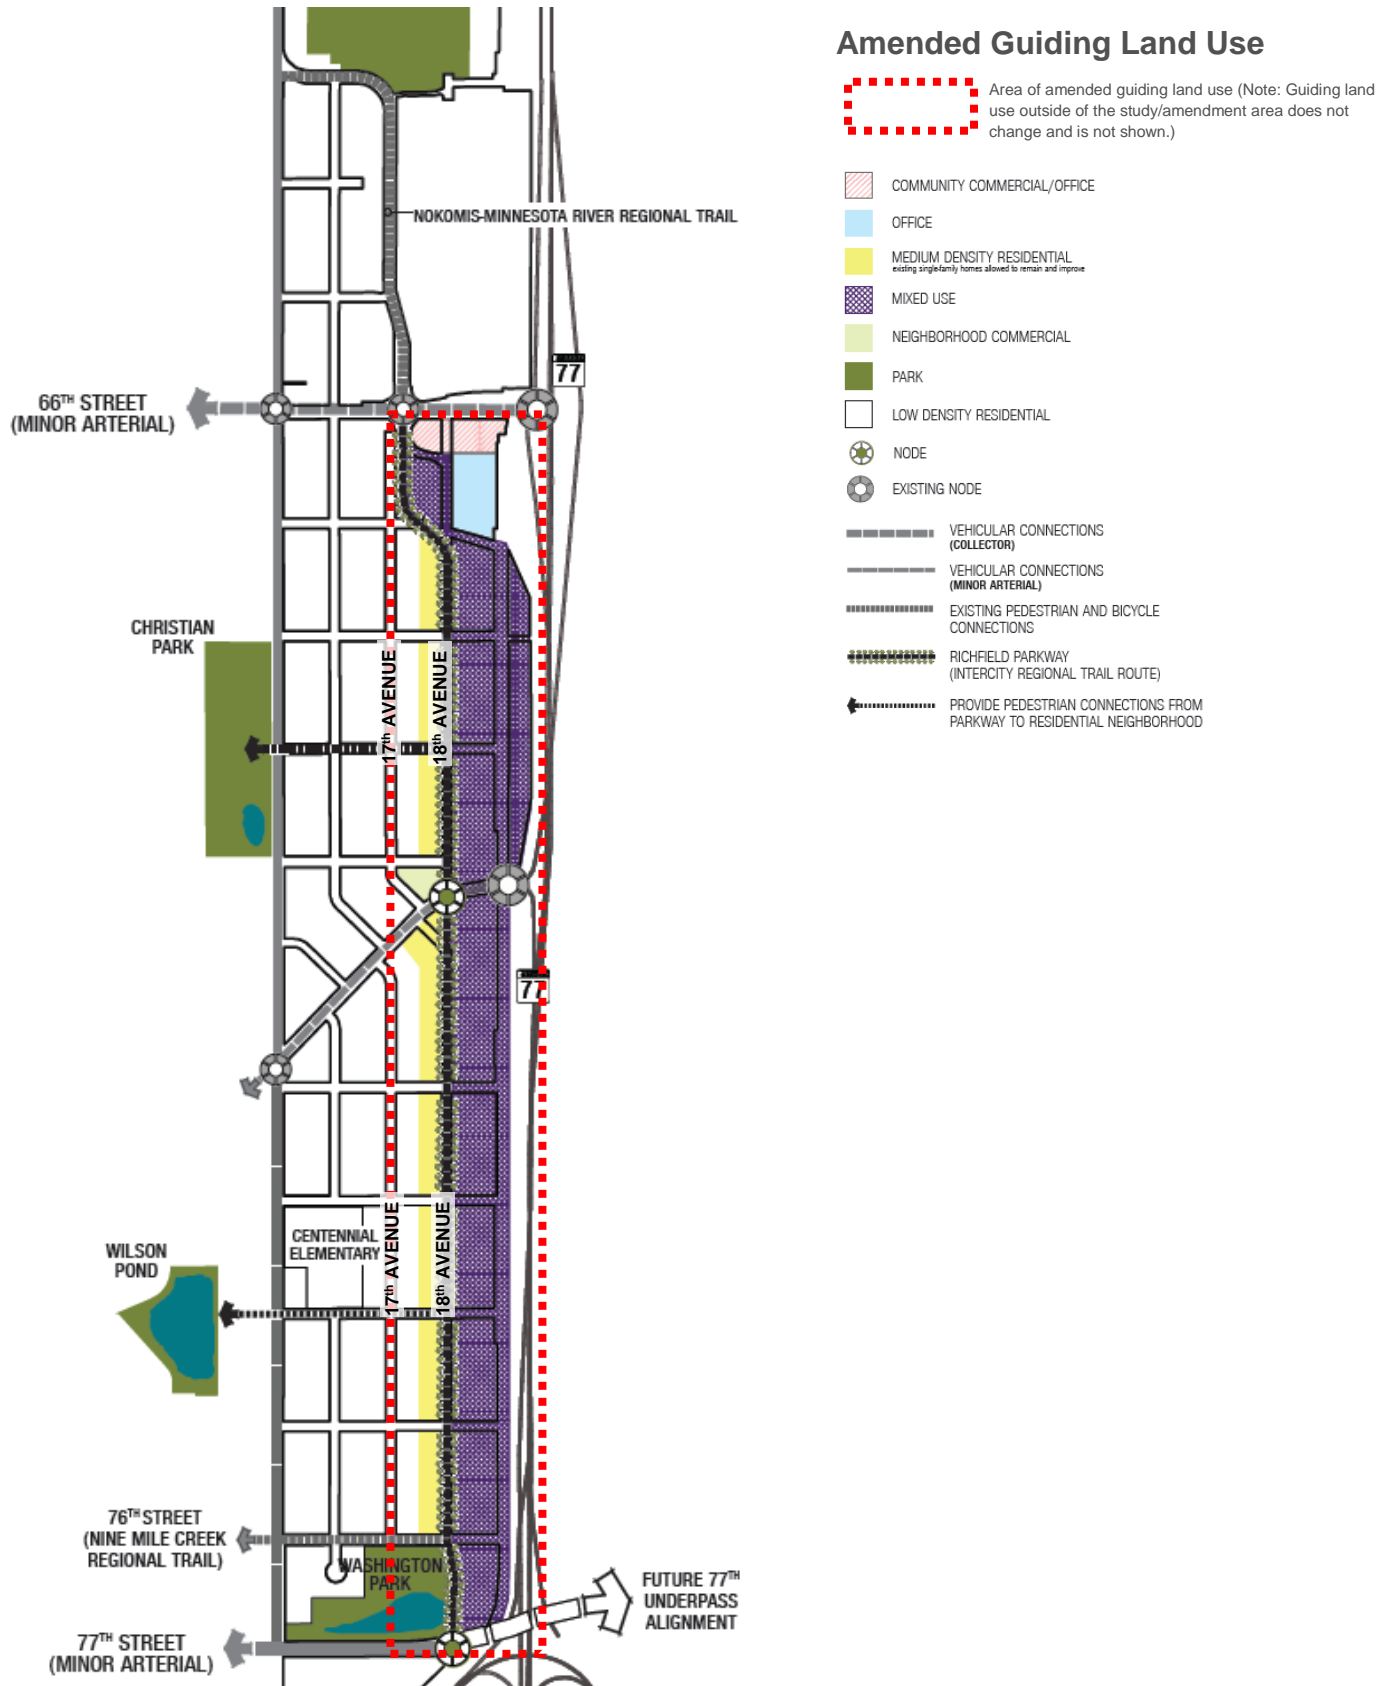 Amended Guiding Land Use
Area of amended guiding land use (Note: Guiding land
use outside of the study/amendment area does not
change and is not shown.)
COMMUNITY COMMERCIAL/OFFICE
OFFICE
MEDIUM DENSITY RESIDENTIAL
existing single-family homes allowed to remain and improve
MIXED USE
NEIGHBORHOOD COMMERCIAL
PARK
LOW DENSITY RESIDENTIAL
NODE
EXISTING NODE
VEHICULAR CONNECTIONS
(COLLECTOR)
VEHICULAR CONNECTIONS
(MINOR ARTERIAL)
EXISTING PEDESTRIAN AND BICYCLE
CONNECTIONS
RICHFIELD PARKWAY
(INTERCITY REGIONAL TRAIL ROUTE)
PROVIDE PEDESTRIAN CONNECTIONS FROM
PARKWAY TO RESIDENTIAL NEIGHBORHOOD
NOKOMIS-MINNESOTA RIVER REGIONAL TRAIL
77
66TH STREET
(MINOR ARTERIAL)
CHRISTIAN
PARK
17th AVENUE
18th AVENUE
77
17th AVENUE
18th AVENUE
CENTENNIAL
ELEMENTARY
WILSON
POND
76TH STREET
(NINE MILE CREEK
REGIONAL TRAIL)
WASHINGTON
PARK
FUTURE 77TH
UNDERPASS
ALIGNMENT
77TH STREET
(MINOR ARTERIAL)